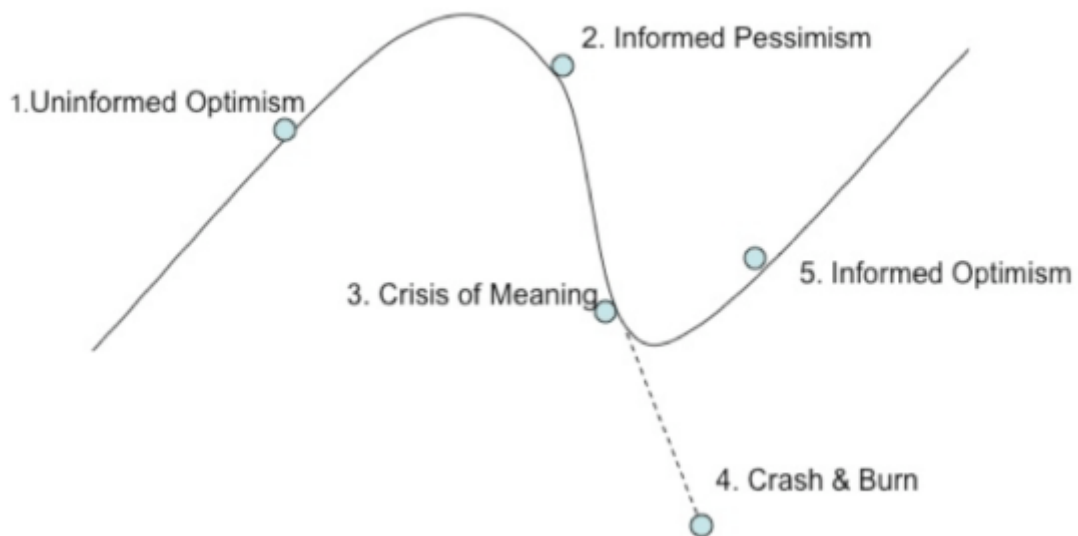 1.Uninformed Optimism
2. Informed Pessimism
3. Crisis of Meaning
4. Crash & Burn
5. Informed Optimism